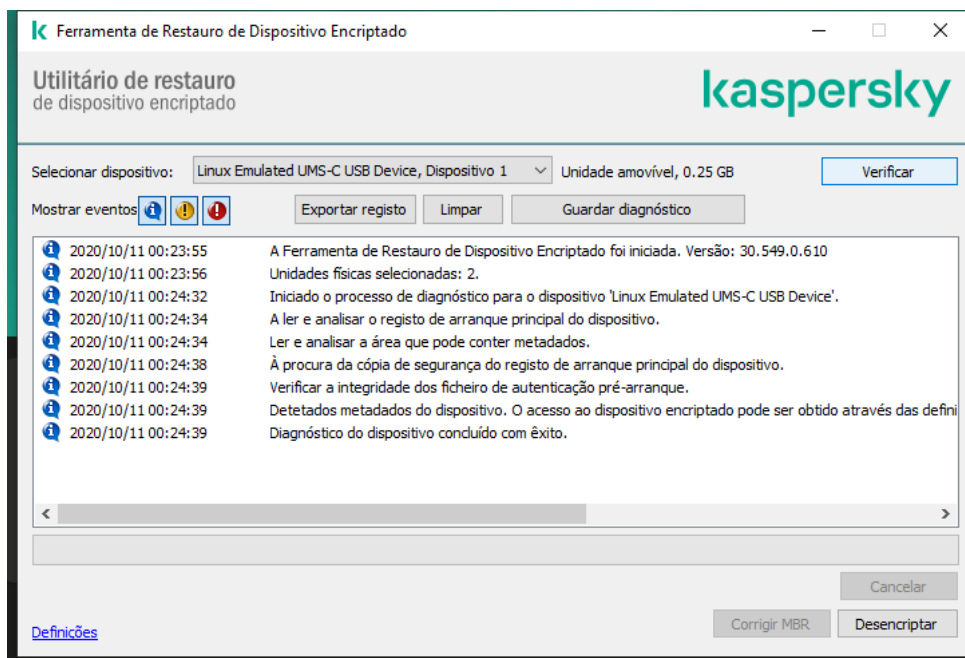 Ferramenta de Restauro de Dispositivo Encriptado
Utilitário de restauro
de dispositivo encriptado
kaspersky
Selecionar dispositivo: Linux Emulated UMS-C USB Device, Dispositivo 1 Unidade amovível, 0.25 GB Verificar
Mostrar eventos Exportar registo Limpar Guardar diagnóstico
2020/10/11 00:23:55 A Ferramenta de Restauro de Dispositivo Encriptado foi iniciada. Versão: 30.549.0.610
2020/10/11 00:23:56 Unidades físicas selecionadas: 2.
2020/10/11 00:24:32 Iniciado o processo de diagnóstico para o dispositivo 'Linux Emulated UMS-C USB Device'.
2020/10/11 00:24:34 A ler e analisar o registo de arranque principal do dispositivo.
2020/10/11 00:24:34 Ler e analisar a área que pode conter metadados.
2020/10/11 00:24:38 À procura da cópia de segurança do registo de arranque principal do dispositivo.
2020/10/11 00:24:39 Verificar a integridade dos ficheiro de autenticação pré-arranque.
2020/10/11 00:24:39 Detetados metadados do dispositivo. O acesso ao dispositivo encriptado pode ser obtido através das defini
2020/10/11 00:24:39 Diagnóstico do dispositivo concluído com êxito.
Cancelar
Definições Corrigir MBR Desencriptar